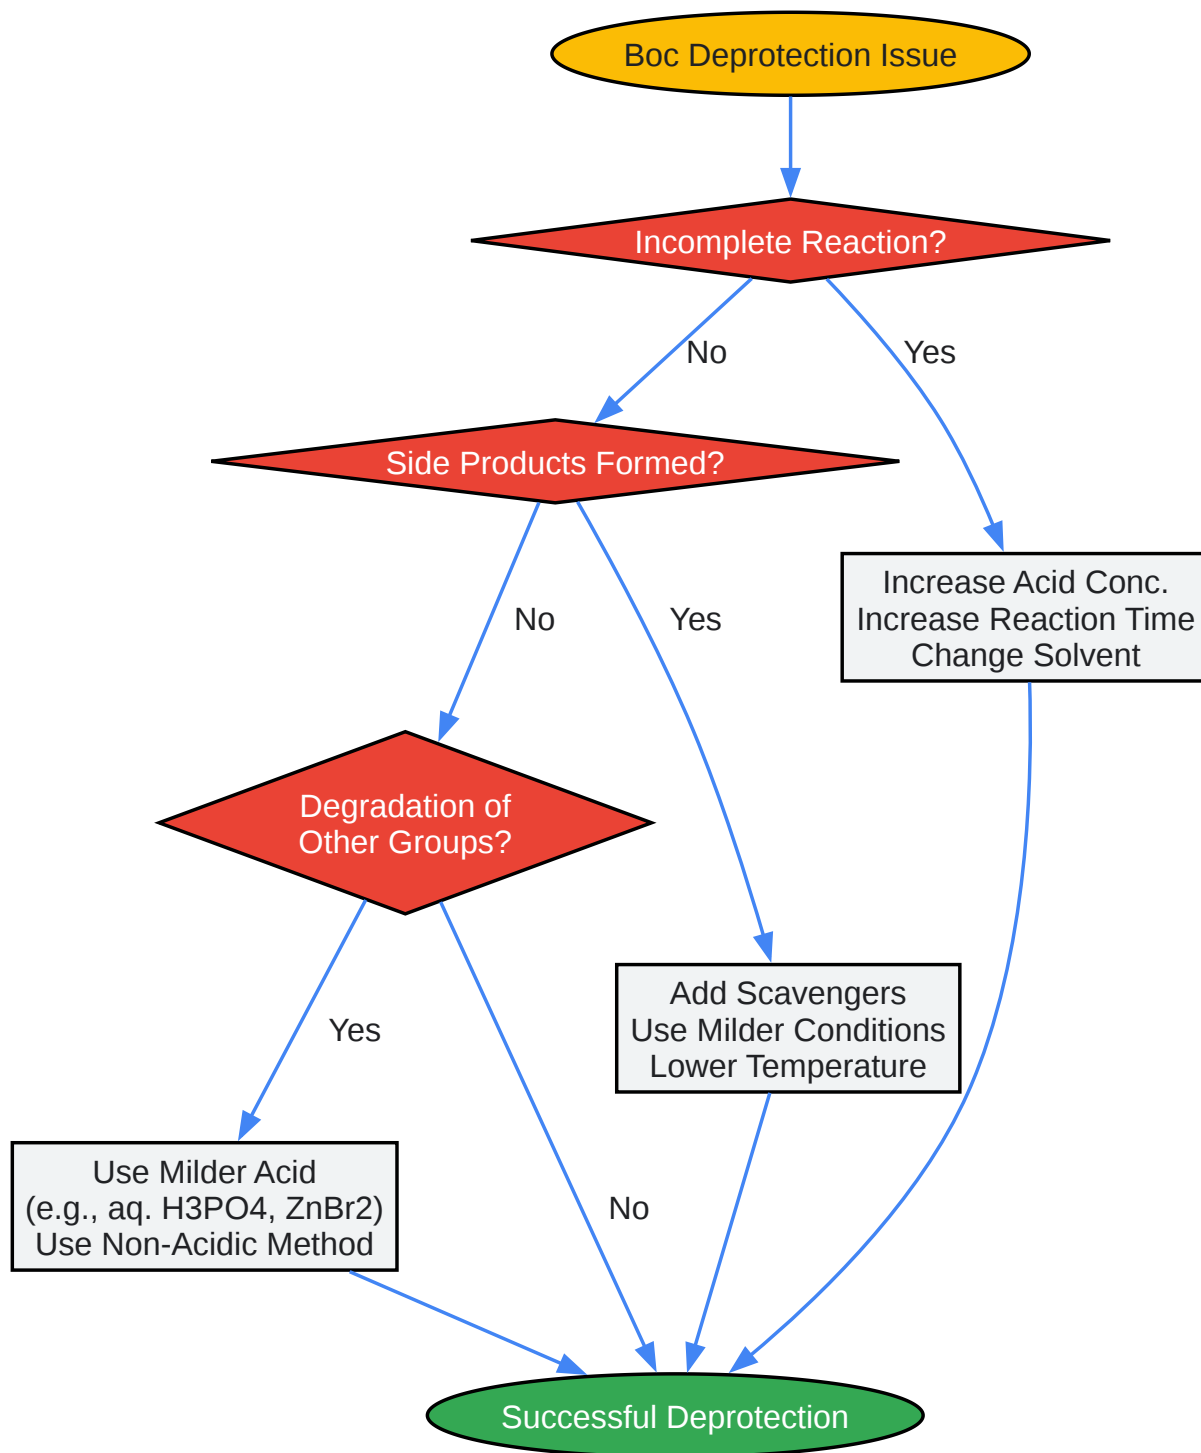 Boc Deprotection Issue
Incomplete Reaction?
No
Yes
Side Products Formed?
Increase Acid Conc.
Increase Reaction Time
Change Solvent
No
Yes
Degradation of
Other Groups?
Add Scavengers
Use Milder Conditions
Lower Temperature
Yes
Use Milder Acid
(e.g., aq. H3PO4, ZnBr2)
Use Non-Acidic Method
No
Successful Deprotection